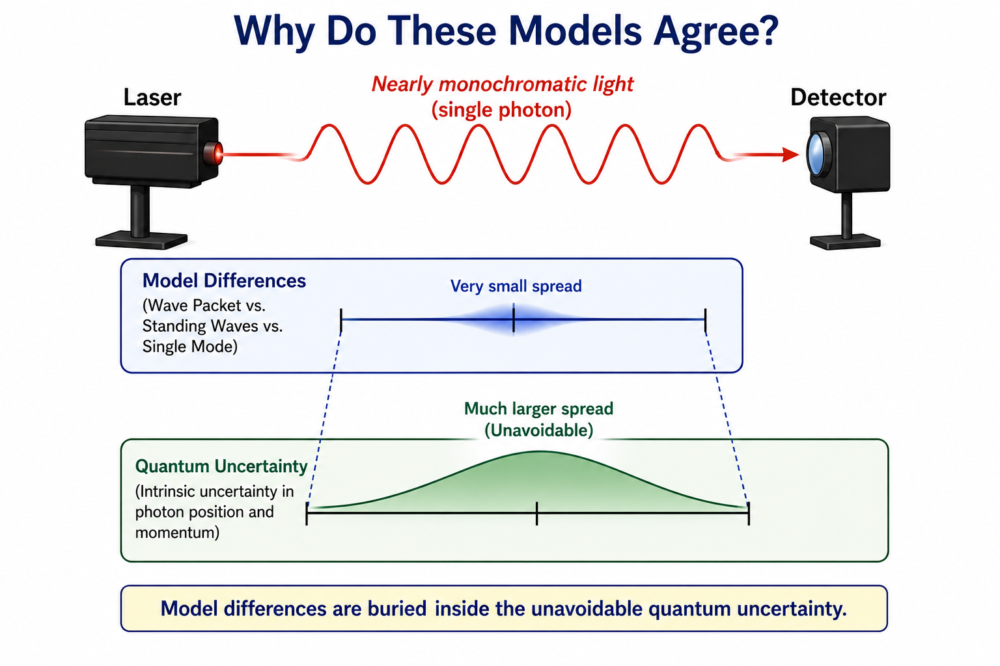 Why Do These Models Agree?
Nearly monochromatic light
(single photon)
Laser
Detector
Model Differences
(Wave Packet vs.
Standing Waves vs.
Single Mode)
Very small spread
Much larger spread
(Unavoidable)
Quantum Uncertainty
(Intrinsic uncertainty in
photon position and
momentum)
Model differences are buried inside the unavoidable quantum uncertainty.